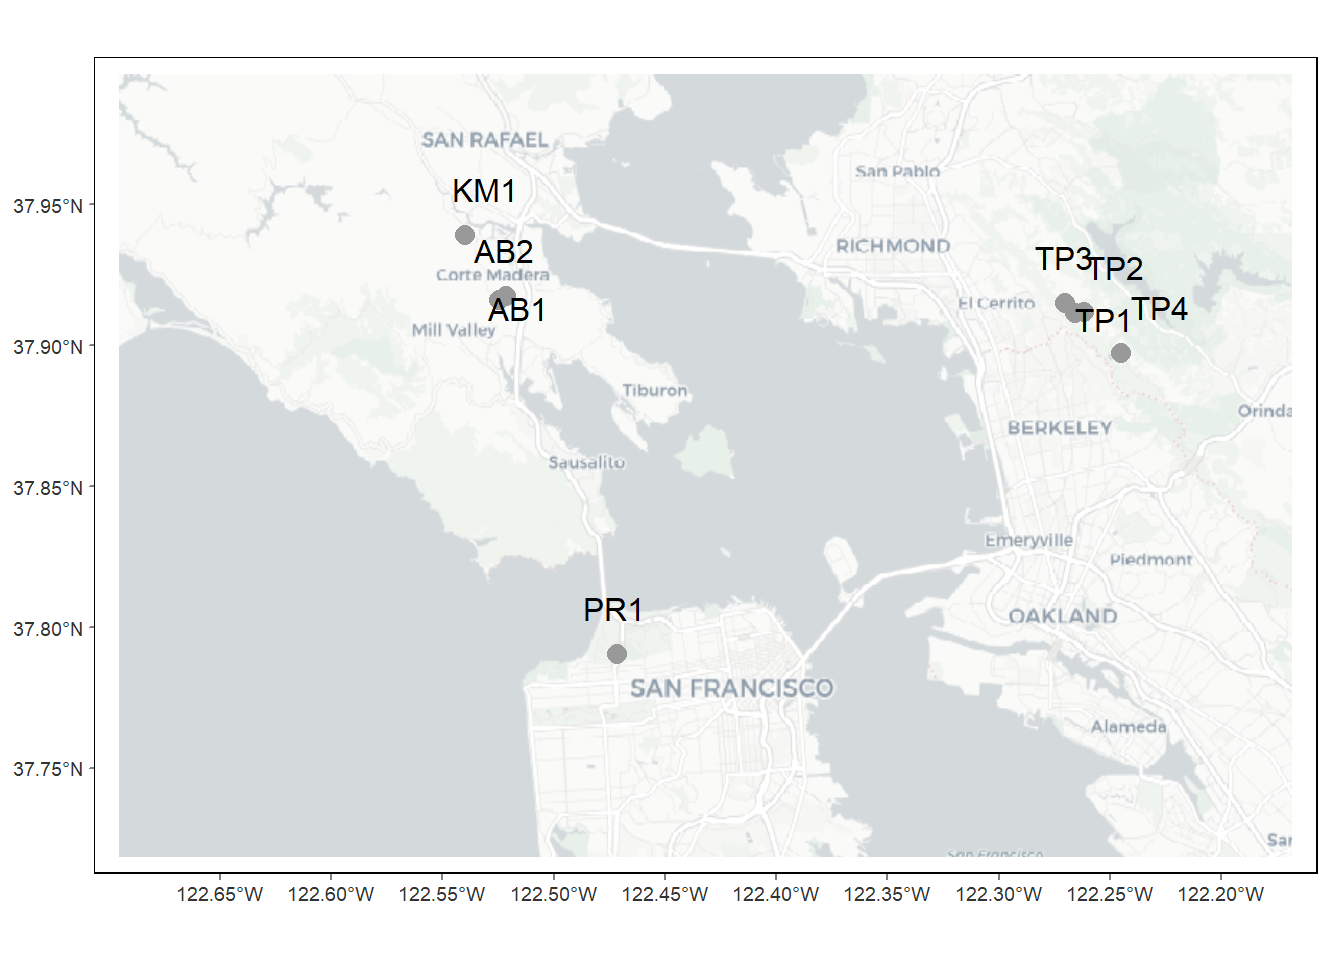 SAN RAFAEL
San Pablo
KM1
37.95°N
AB2
RICHMOND
TP3
TP2
Corte Madera
El Cerrito
AB1
TP1
TP4
Mill Valley
37.90°N
Tiburon
Orinda
BERKELEY
Sausalito
37.85°N
Emeryville
Piedmont
PR1
OAKLAND
37.80°N
SAN FRANCISCO
Alameda
37.75°N
San Francisco
San
122.65°W 122.60°W 122.55°W 122.50°W 122.45°W 122.40°W 122.35°W 122.30°W 122.25°W 122.20°W